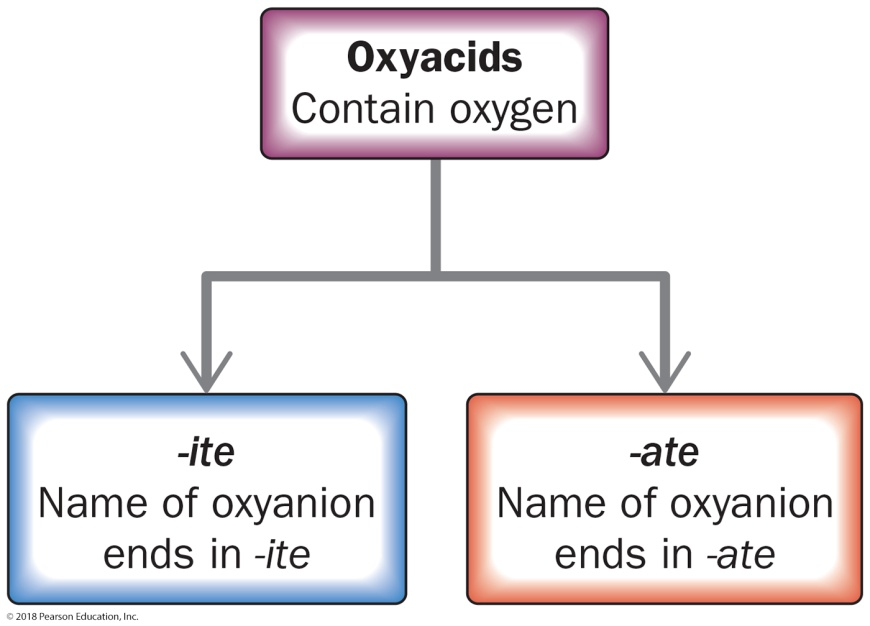 Oxyacids
Contain oxygen
-ite
Name of oxyanion
ends in -ite
-ate
Name of oxyanion
ends in -ate
© 2018 Pearson Education, Inc.